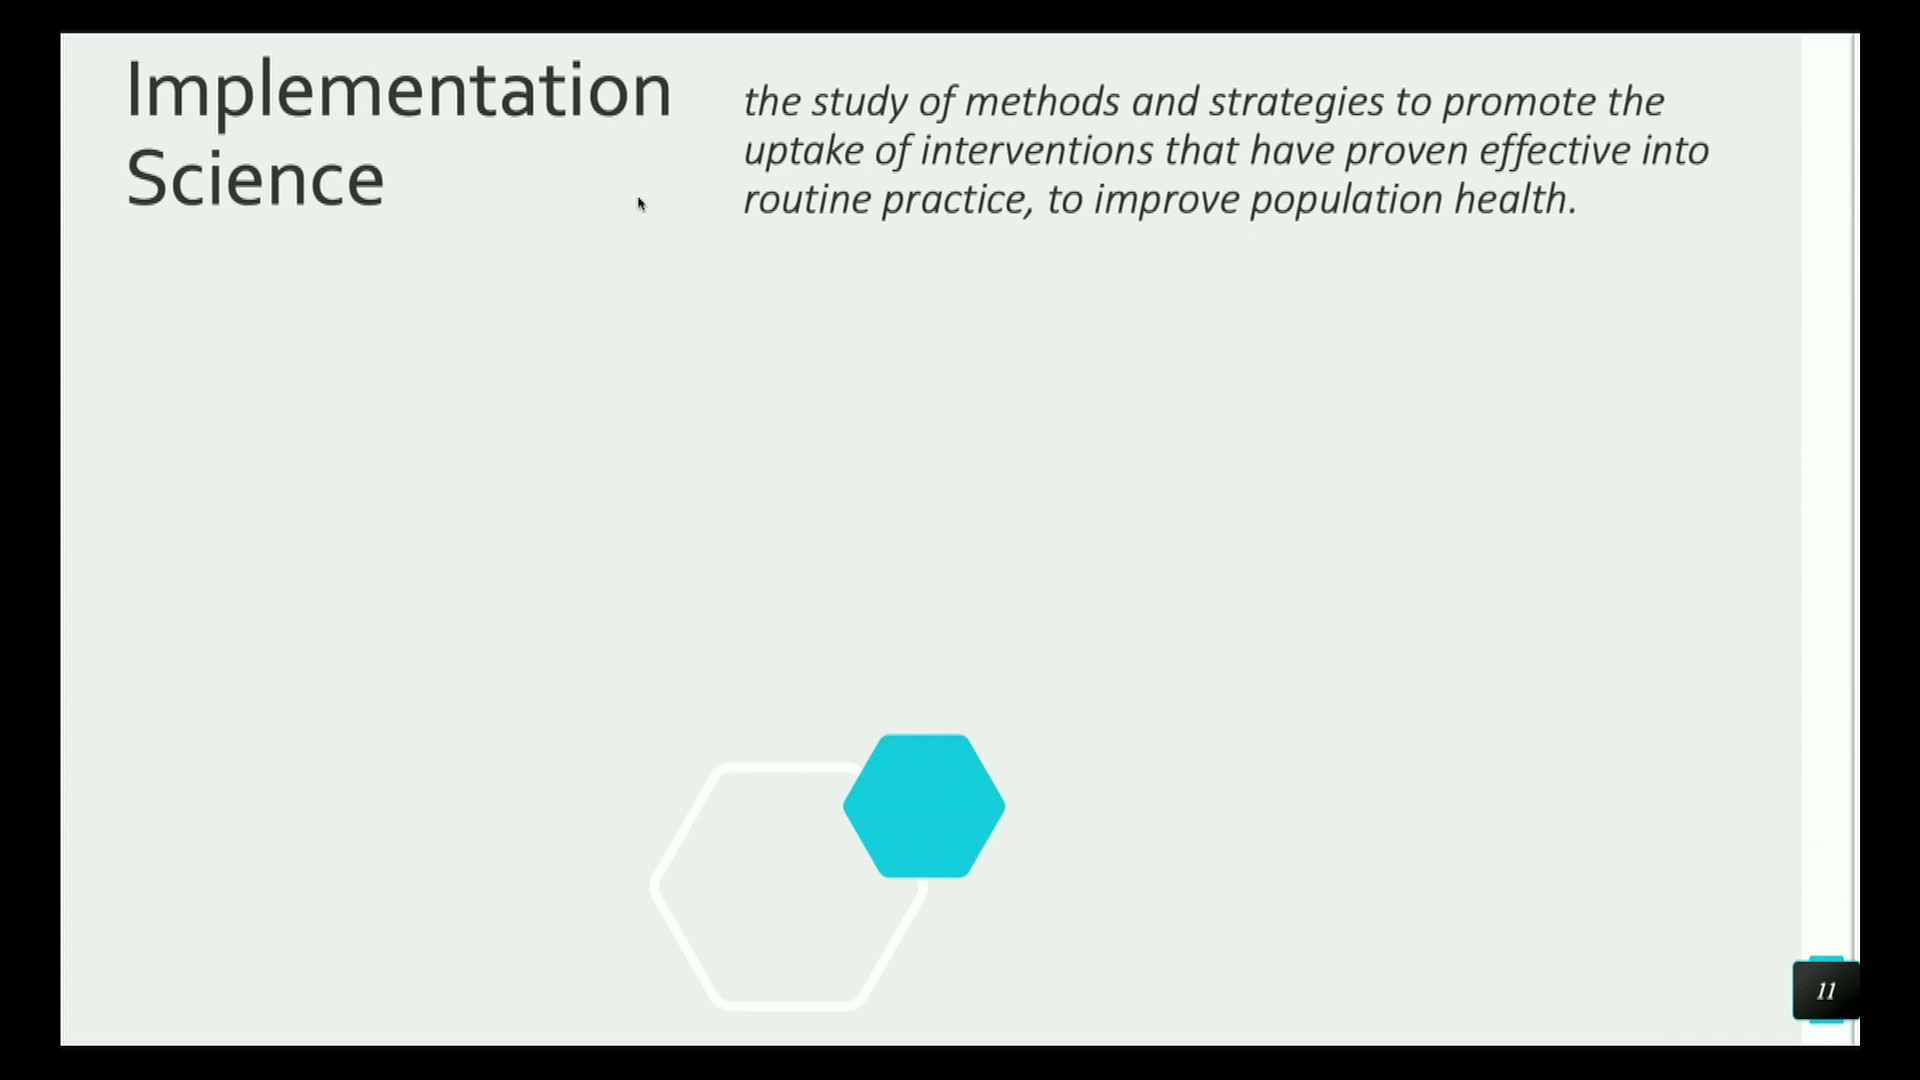 Implementation
Science
the study of methods and strategies to promote the
uptake of interventions that have proven effective into
routine practice, to improve population health.
11